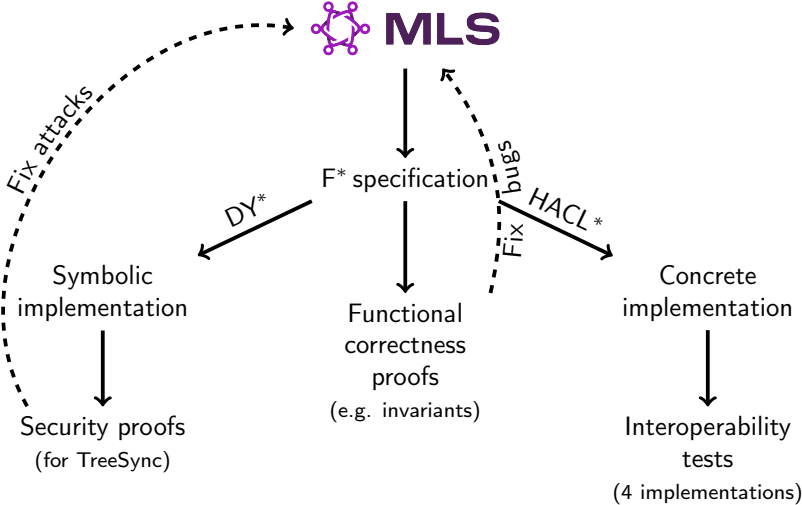 MLS
Fix attacks
F* specification
Fix bugs
DY*
HACL*
Symbolic
implementation
Functional
correctness
proofs
(e.g. invariants)
Concrete
implementation
Security proofs
(for TreeSync)
Interoperability
tests
(4 implementations)